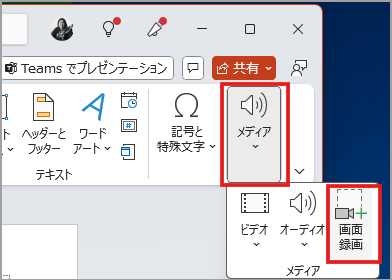 Teams でプレゼンテーション
共有
ヘッダーと
フッター
ワード
アート
記号と
特殊文字
メディア
テキスト
ビデオ
オーディオ
画面
録画
メディア